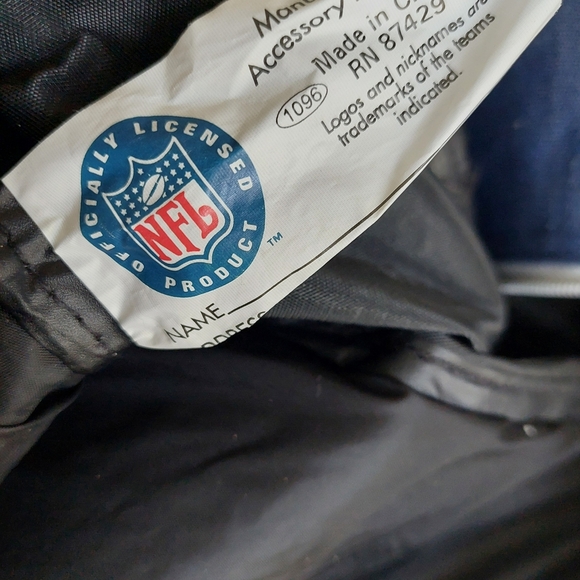 Accessory
Made in
RN 87429
1096
Logos and nicknames are
trademarks of the teams
indicated.
OFFICIALLY LICENSED
PRODUCT
NFL
TM
NAME